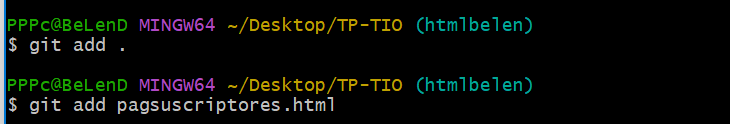 PPPc@BeLenD MINGW64 ~/Desktop/TP-TIO (htmlbelen)
$ git add .
PPPc@BeLenD MINGW64 ~/Desktop/TP-TIO (htmlbelen)
$ git add pagsuscriptores.html